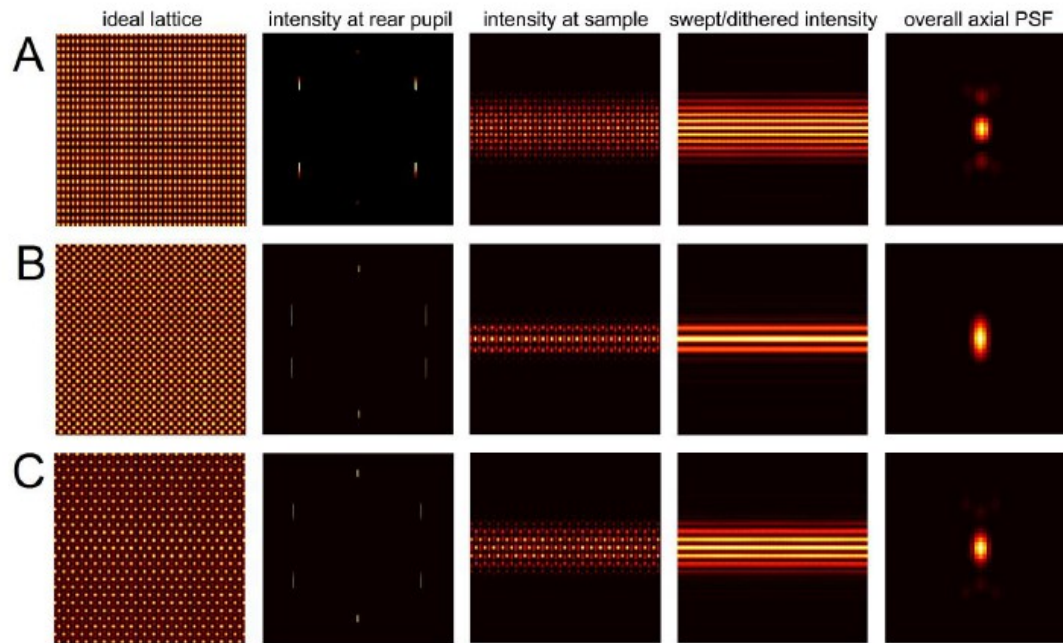 ideal lattice intensity at rear pupil intensity at sample swept/dithered intensity overall axial PSF
A
B
C